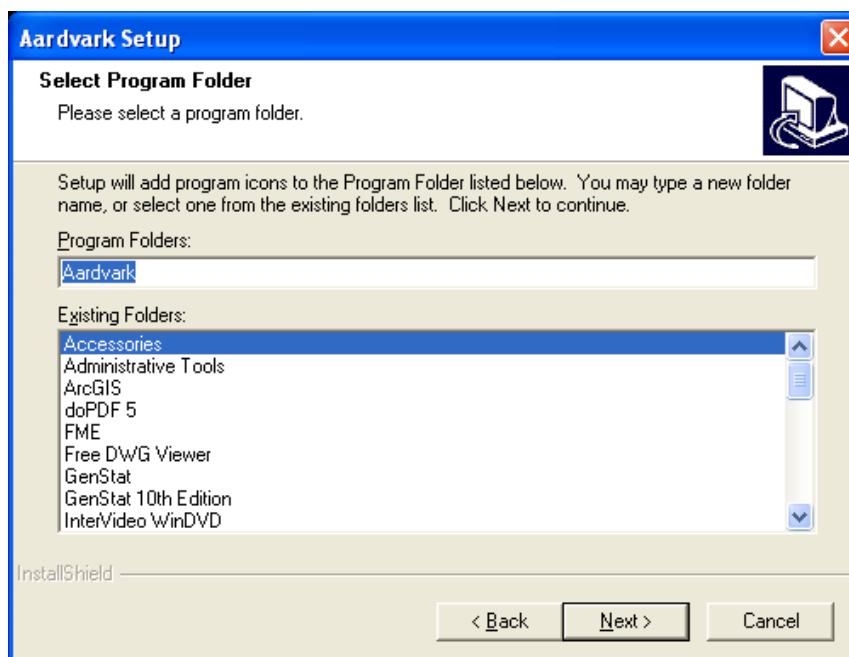 Aardvark Setup
Select Program Folder
Please select a program folder.
Setup will add program icons to the Program Folder listed below.  You may type a new folder
name, or select one from the existing folders list.  Click Next to continue.
Program Folders:
Aardvark
Existing Folders:
Accessories
Administrative Tools
ArcGIS
doPDF 5
FME
Free DWG Viewer
GenStat
GenStat 10th Edition
InterVideo WinDVD
InstallShield
< Back
Next >
Cancel